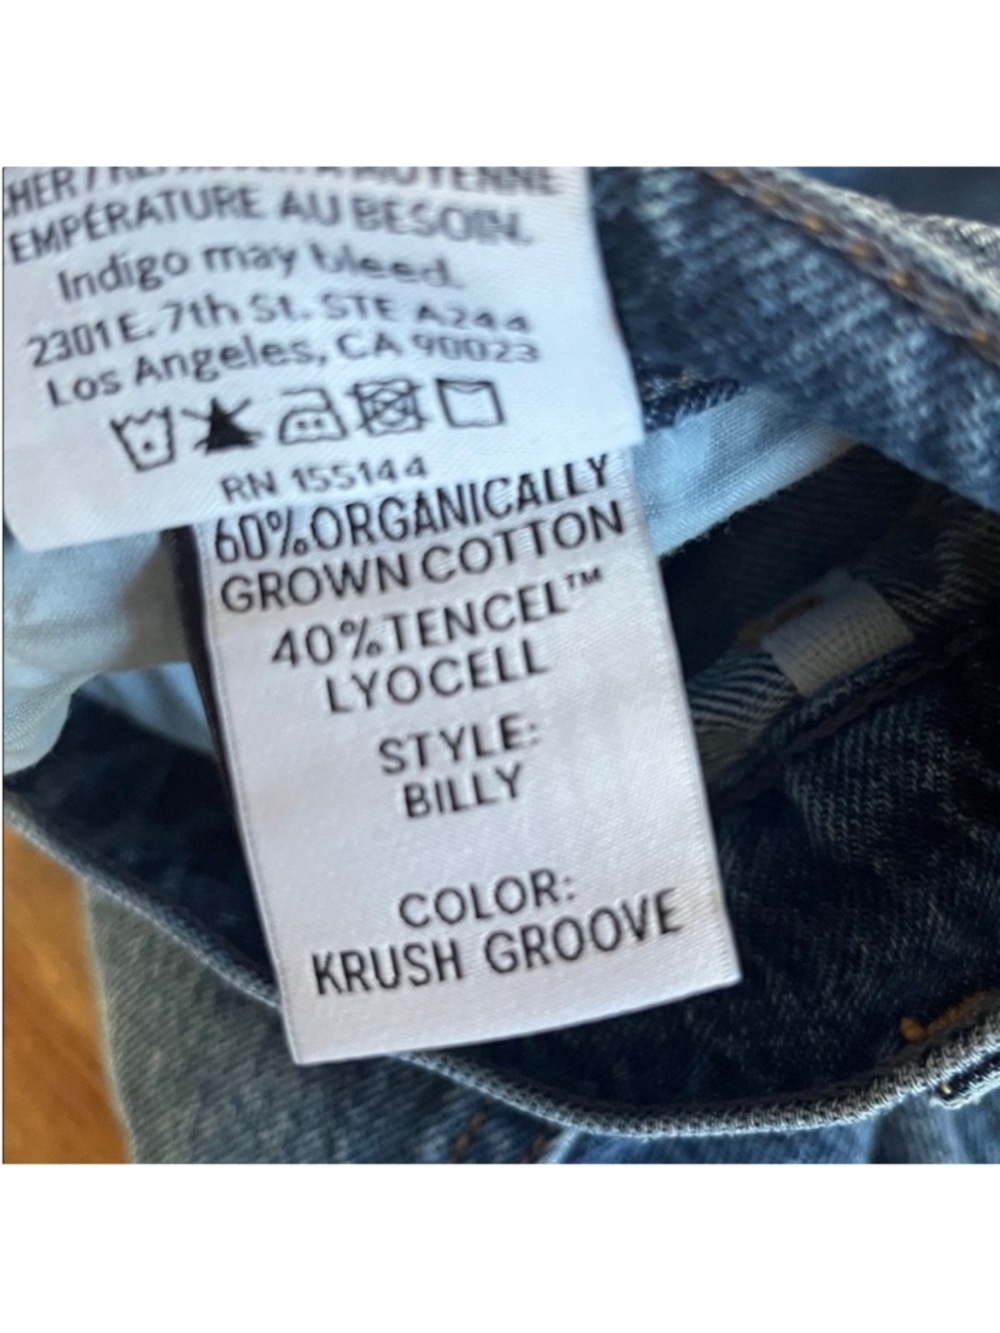 EMPÉRATURE AU BESOIN.
Indigo may bleed.
2301 E. 7th St. STE A244
Los Angeles, CA 90023
RN 155144
60%ORGANICALLY
GROWN COTTON
40%TENCEL™
LYOCELL
STYLE:
BILLY
COLOR:
KRUSH GROOVE